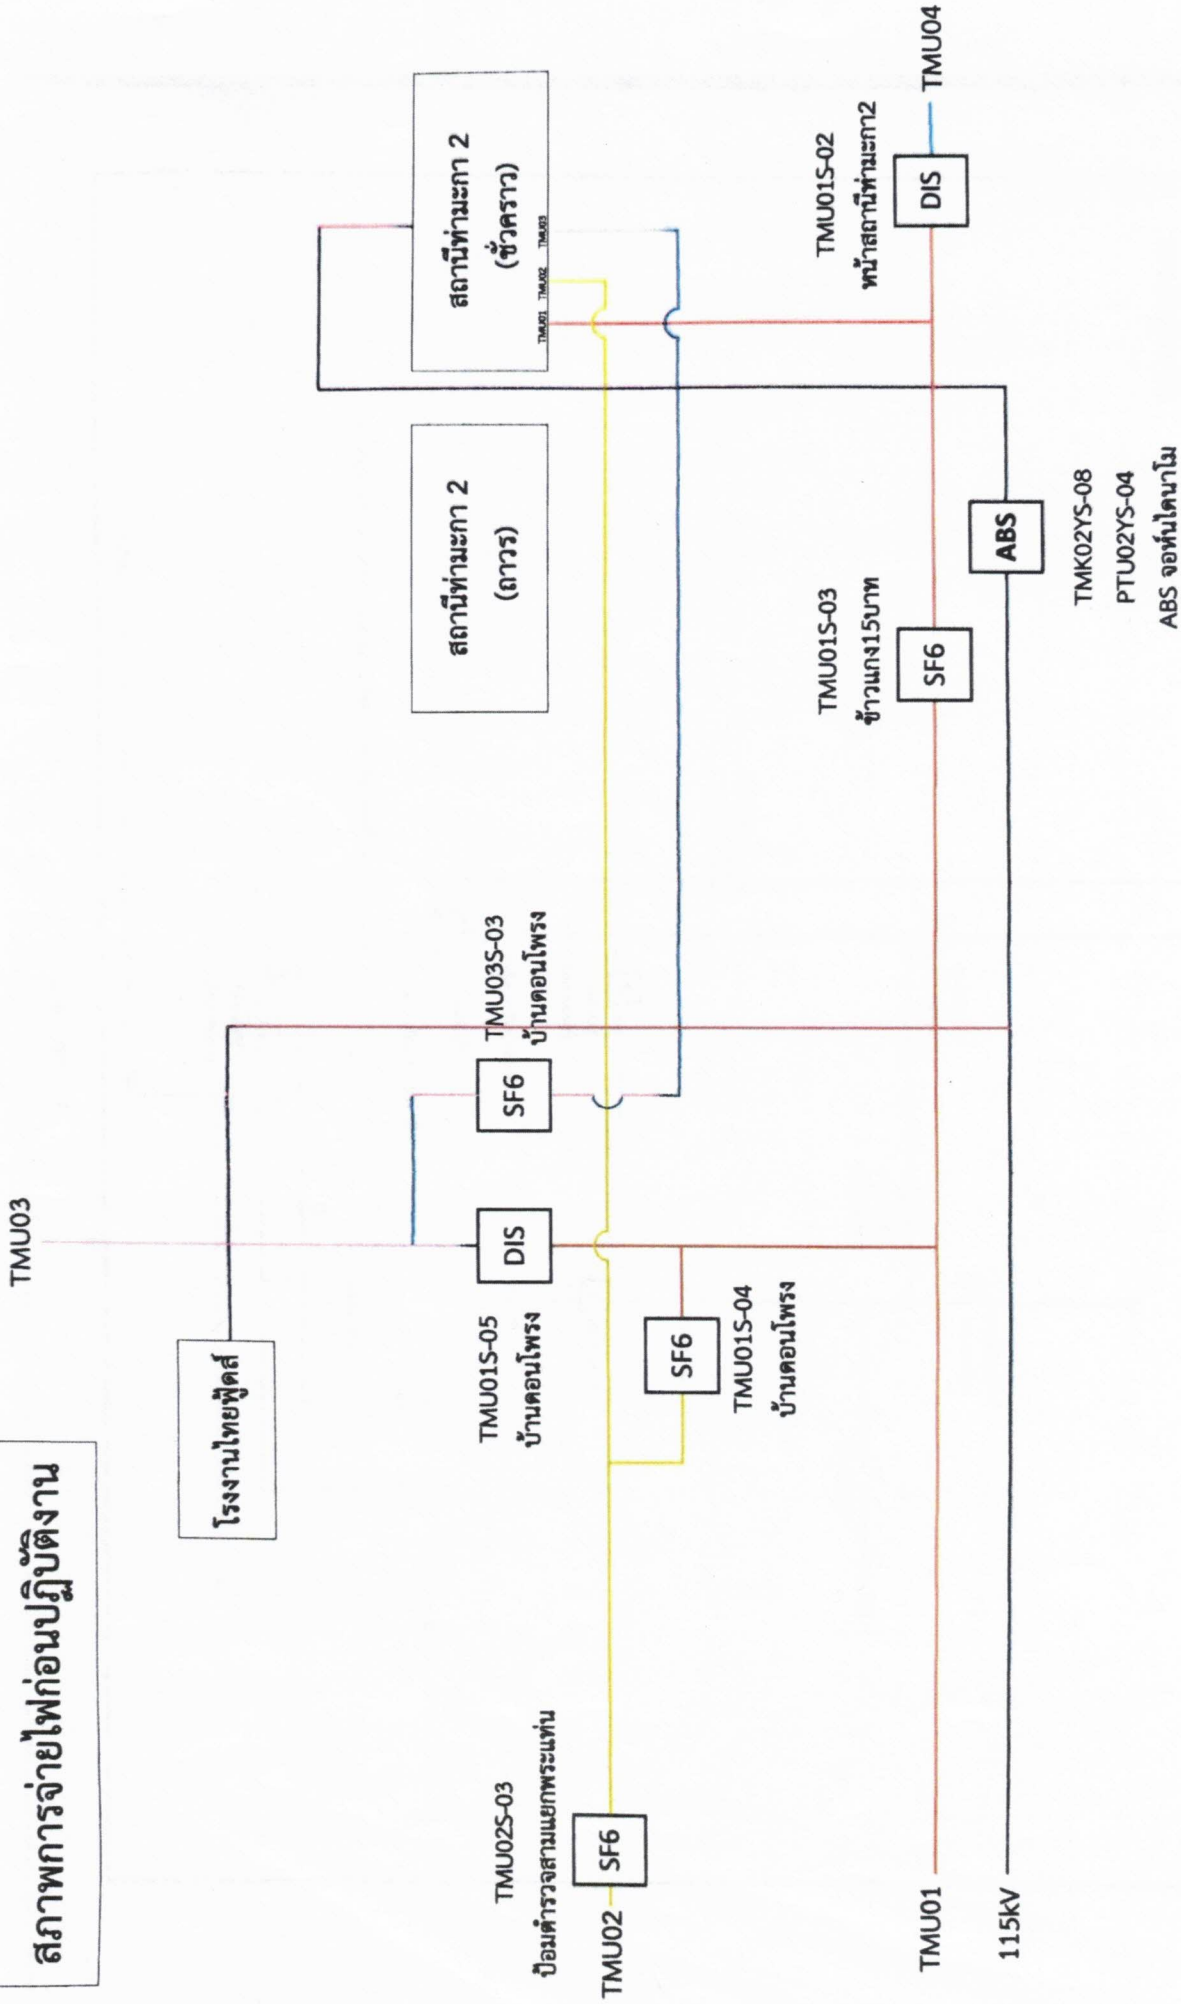 สภาพการจ่ายไฟก่อนปฏิบัติงาน
TMU03
โรงงานไทยฟู้ดส์
สถานีท่ามะกา 2
(ถาวร)
สถานีท่ามะกา 2
(ชั่วคราว)
TMU01
TMU02
TMU03
TMU02S-03
ป้อมตำรวจสามแยกพระแท่น
SF6
TMU02
TMU01S-05
บ้านดอนโพรง
DIS
TMU03S-03
บ้านดอนโพรง
SF6
SF6
TMU01S-04
บ้านดอนโพรง
TMU01S-03
ข้าวแกง15บาท
SF6
TMU01S-02
หน้าสถานีท่ามะกา2
DIS
TMU04
TMU01
115kV
ABS
TMK02YS-08
PTU02YS-04
ABS จอห์นไดนาโม